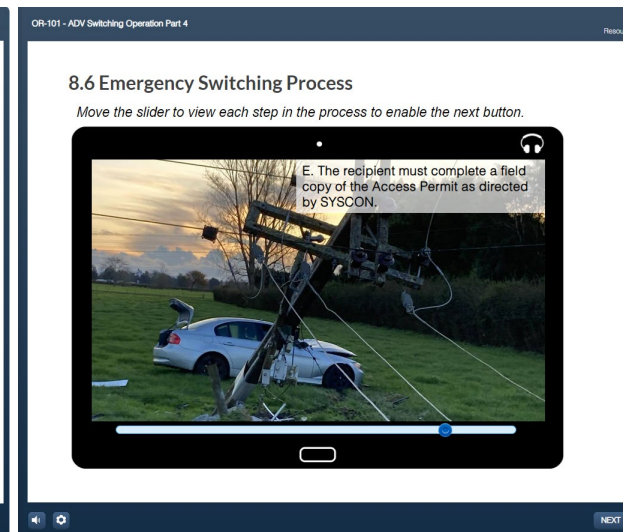 OR-101 - ADV Switching Operation Part 4
8.6 Emergency Switching Process
Move the slider to view each step in the process to enable the next button.
E. The recipient must complete a field
copy of the Access Permit as directed
by SYSCON.
NEXT